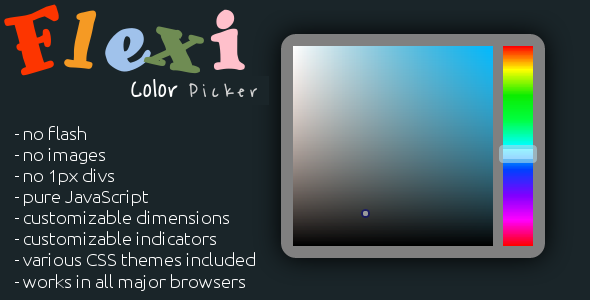 Flexi
Color Picker
- no flash
- no images
- no 1px divs
- pure JavaScript
- customizable dimensions
- customizable indicators
- various CSS themes included
- works in all major browsers